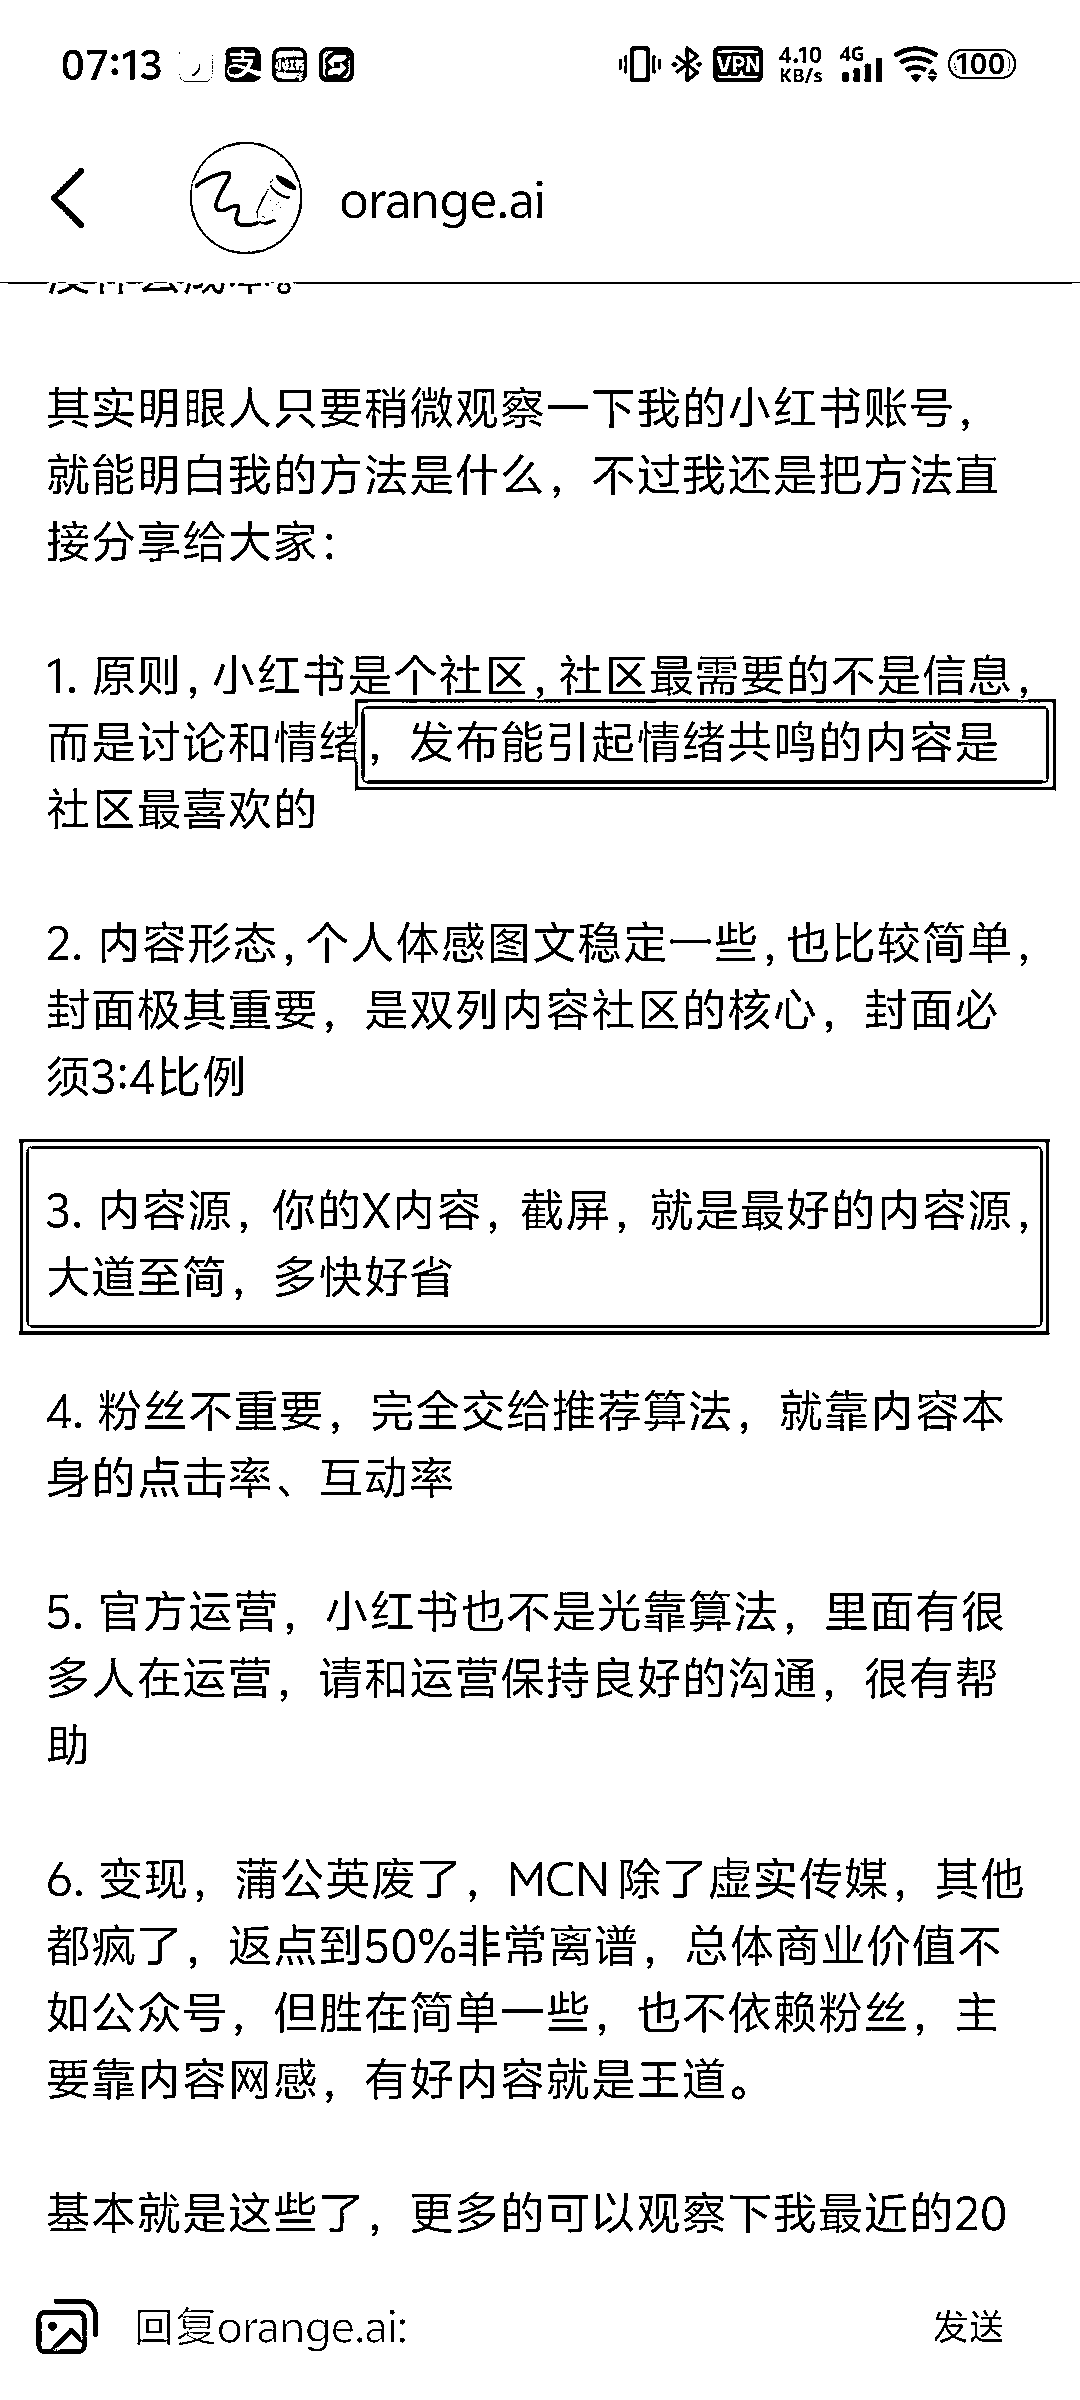 07:13
支
VPN
4.10
KB/s
4G
100
orange.ai
其实明眼人只要稍微观察一下我的小红书账号，
就能明白我的方法是什么，不过我还是把方法直
接分享给大家：
1. 原则，小红书是个社区，社区最需要的不是信息，
而是讨论和情绪，发布能引起情绪共鸣的内容是
社区最喜欢的
2. 内容形态，个人体感图文稳定一些，也比较简单，
封面极其重要，是双列内容社区的核心，封面必
须3:4比例
3. 内容源，你的X内容，截屏，就是最好的内容源，
大道至简，多快好省
4. 粉丝不重要，完全交给推荐算法，就靠内容本
身的点击率、互动率
5. 官方运营，小红书也不是光靠算法，里面有很
多人在运营，请和运营保持良好的沟通，很有帮
助
6. 变现，蒲公英废了，MCN除了虚实传媒，其他
都疯了，返点到50%非常离谱，总体商业价值不
如公众号，但胜在简单一些，也不依赖粉丝，主
要靠内容网感，有好内容就是王道。
基本就是这些了，更多的可以观察下我最近的20
回复orange.ai:
发送